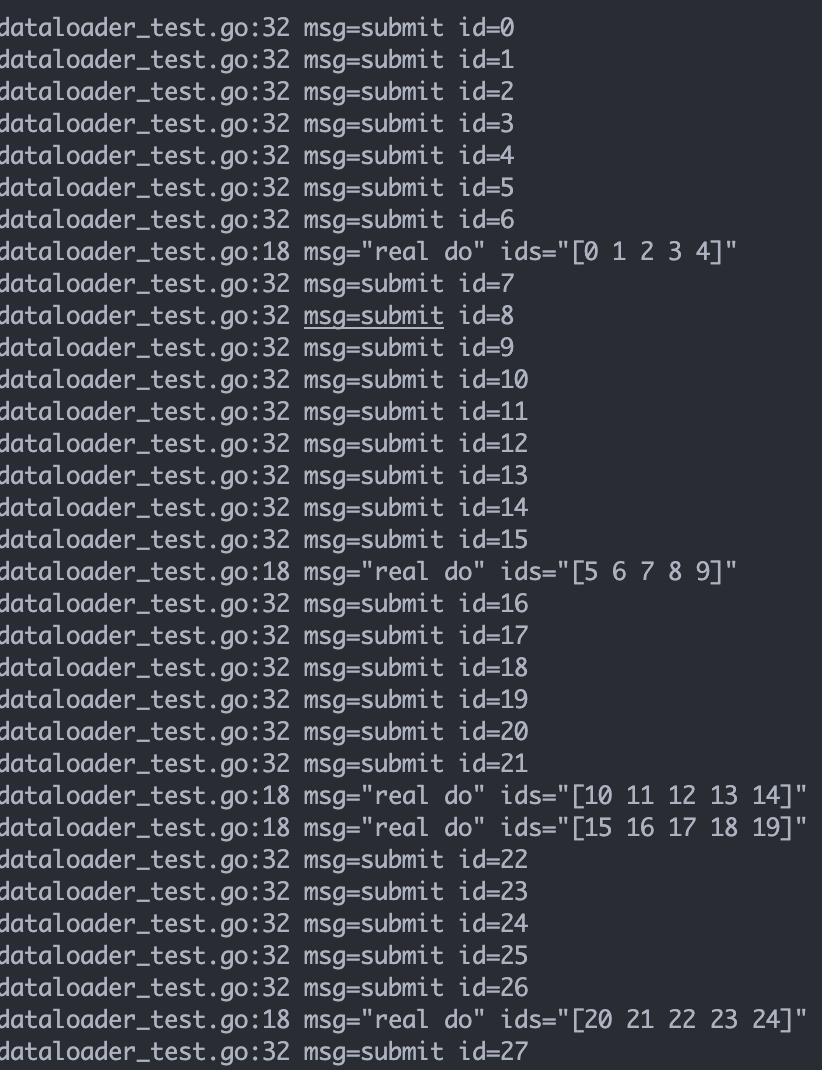 dataloader_test.go:32 msg=submit id=0
dataloader_test.go:32 msg=submit id=1
dataloader_test.go:32 msg=submit id=2
dataloader_test.go:32 msg=submit id=3
dataloader_test.go:32 msg=submit id=4
dataloader_test.go:32 msg=submit id=5
dataloader_test.go:32 msg=submit id=6
dataloader_test.go:18 msg="real do" ids="[0 1 2 3 4]"
dataloader_test.go:32 msg=submit id=7
dataloader_test.go:32 msg=submit id=8
dataloader_test.go:32 msg=submit id=9
dataloader_test.go:32 msg=submit id=10
dataloader_test.go:32 msg=submit id=11
dataloader_test.go:32 msg=submit id=12
dataloader_test.go:32 msg=submit id=13
dataloader_test.go:32 msg=submit id=14
dataloader_test.go:32 msg=submit id=15
dataloader_test.go:18 msg="real do" ids="[5 6 7 8 9]"
dataloader_test.go:32 msg=submit id=16
dataloader_test.go:32 msg=submit id=17
dataloader_test.go:32 msg=submit id=18
dataloader_test.go:32 msg=submit id=19
dataloader_test.go:32 msg=submit id=20
dataloader_test.go:32 msg=submit id=21
dataloader_test.go:18 msg="real do" ids="[10 11 12 13 14]"
dataloader_test.go:18 msg="real do" ids="[15 16 17 18 19]"
dataloader_test.go:32 msg=submit id=22
dataloader_test.go:32 msg=submit id=23
dataloader_test.go:32 msg=submit id=24
dataloader_test.go:32 msg=submit id=25
dataloader_test.go:32 msg=submit id=26
dataloader_test.go:18 msg="real do" ids="[20 21 22 23 24]"
dataloader_test.go:32 msg=submit id=27